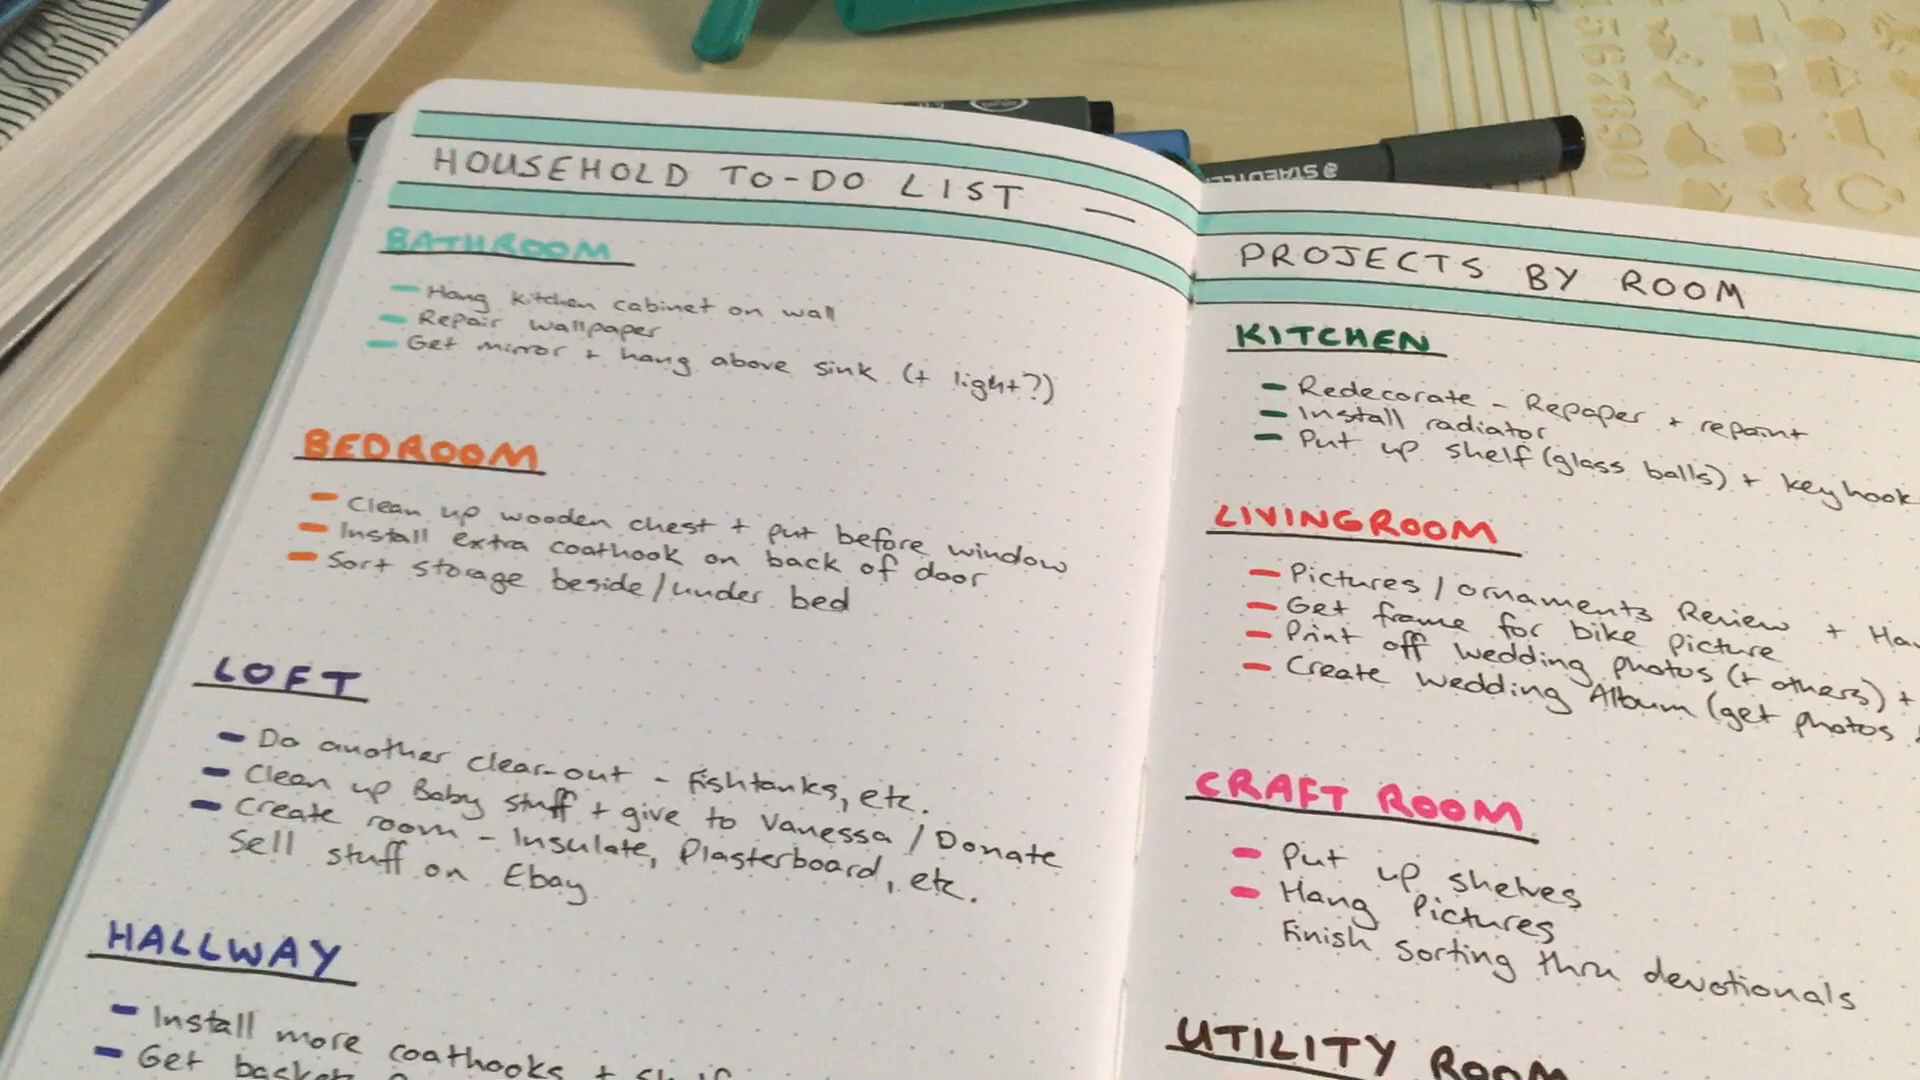 HOUSEHOLD TO-DO LIST —
BATHROOM
- Hang kitchen cabinet on wall
- Repair wallpaper
- Get mirror + hang above sink (+ light?)
BEDROOM
- Clean up wooden chest + put before window
- Install extra coathook on back of door
- Sort storage beside/under bed
LOFT
- Do another clear-out - Fishtanks, etc.
- Clean up Baby stuff + give to Vanessa / Donate
- Create room - Insulate, Plasterboard, etc.
Sell stuff on Ebay
HALLWAY
- Install more coathooks +
- Get
PROJECTS BY ROOM
KITCHEN
- Redecorate - Repaper + repaint
- Install radiator
- Put up shelf (glass balls) + keyhook
LIVINGROOM
- Pictures / ornaments Review +
- Get frame for bike picture
- Print off wedding photos (+ others) +
- Create wedding Album (get photos
CRAFT ROOM
- Put up shelves
- Hang Pictures
Finish sorting thru devotionals
UTILITY ROOM
STAEDTLER
567890